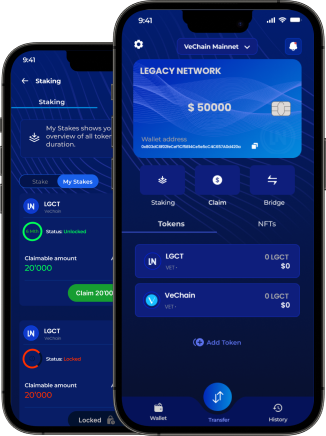 9:41
Staking
Staking
My Stakes shows yo
overview of all token
duration.
Stake
My Stakes
LGCT
Vechain
Status: Unlocked
Claimable amount
A
20'000
Claim 20'00
LGCT
Vechain
Status: Locked
Claimable amount
A
20'000
Locked
9:41
VeChain Mainnet
LEGACY NETWORK
$ 50000
Wallet address
Staking
Claim
Bridge
Tokens
NFTs
LGCT
VET -
0 LGCT
$0
VeChain
VET -
0 LGCT
$0
Add Token
Wallet
Transfer
History